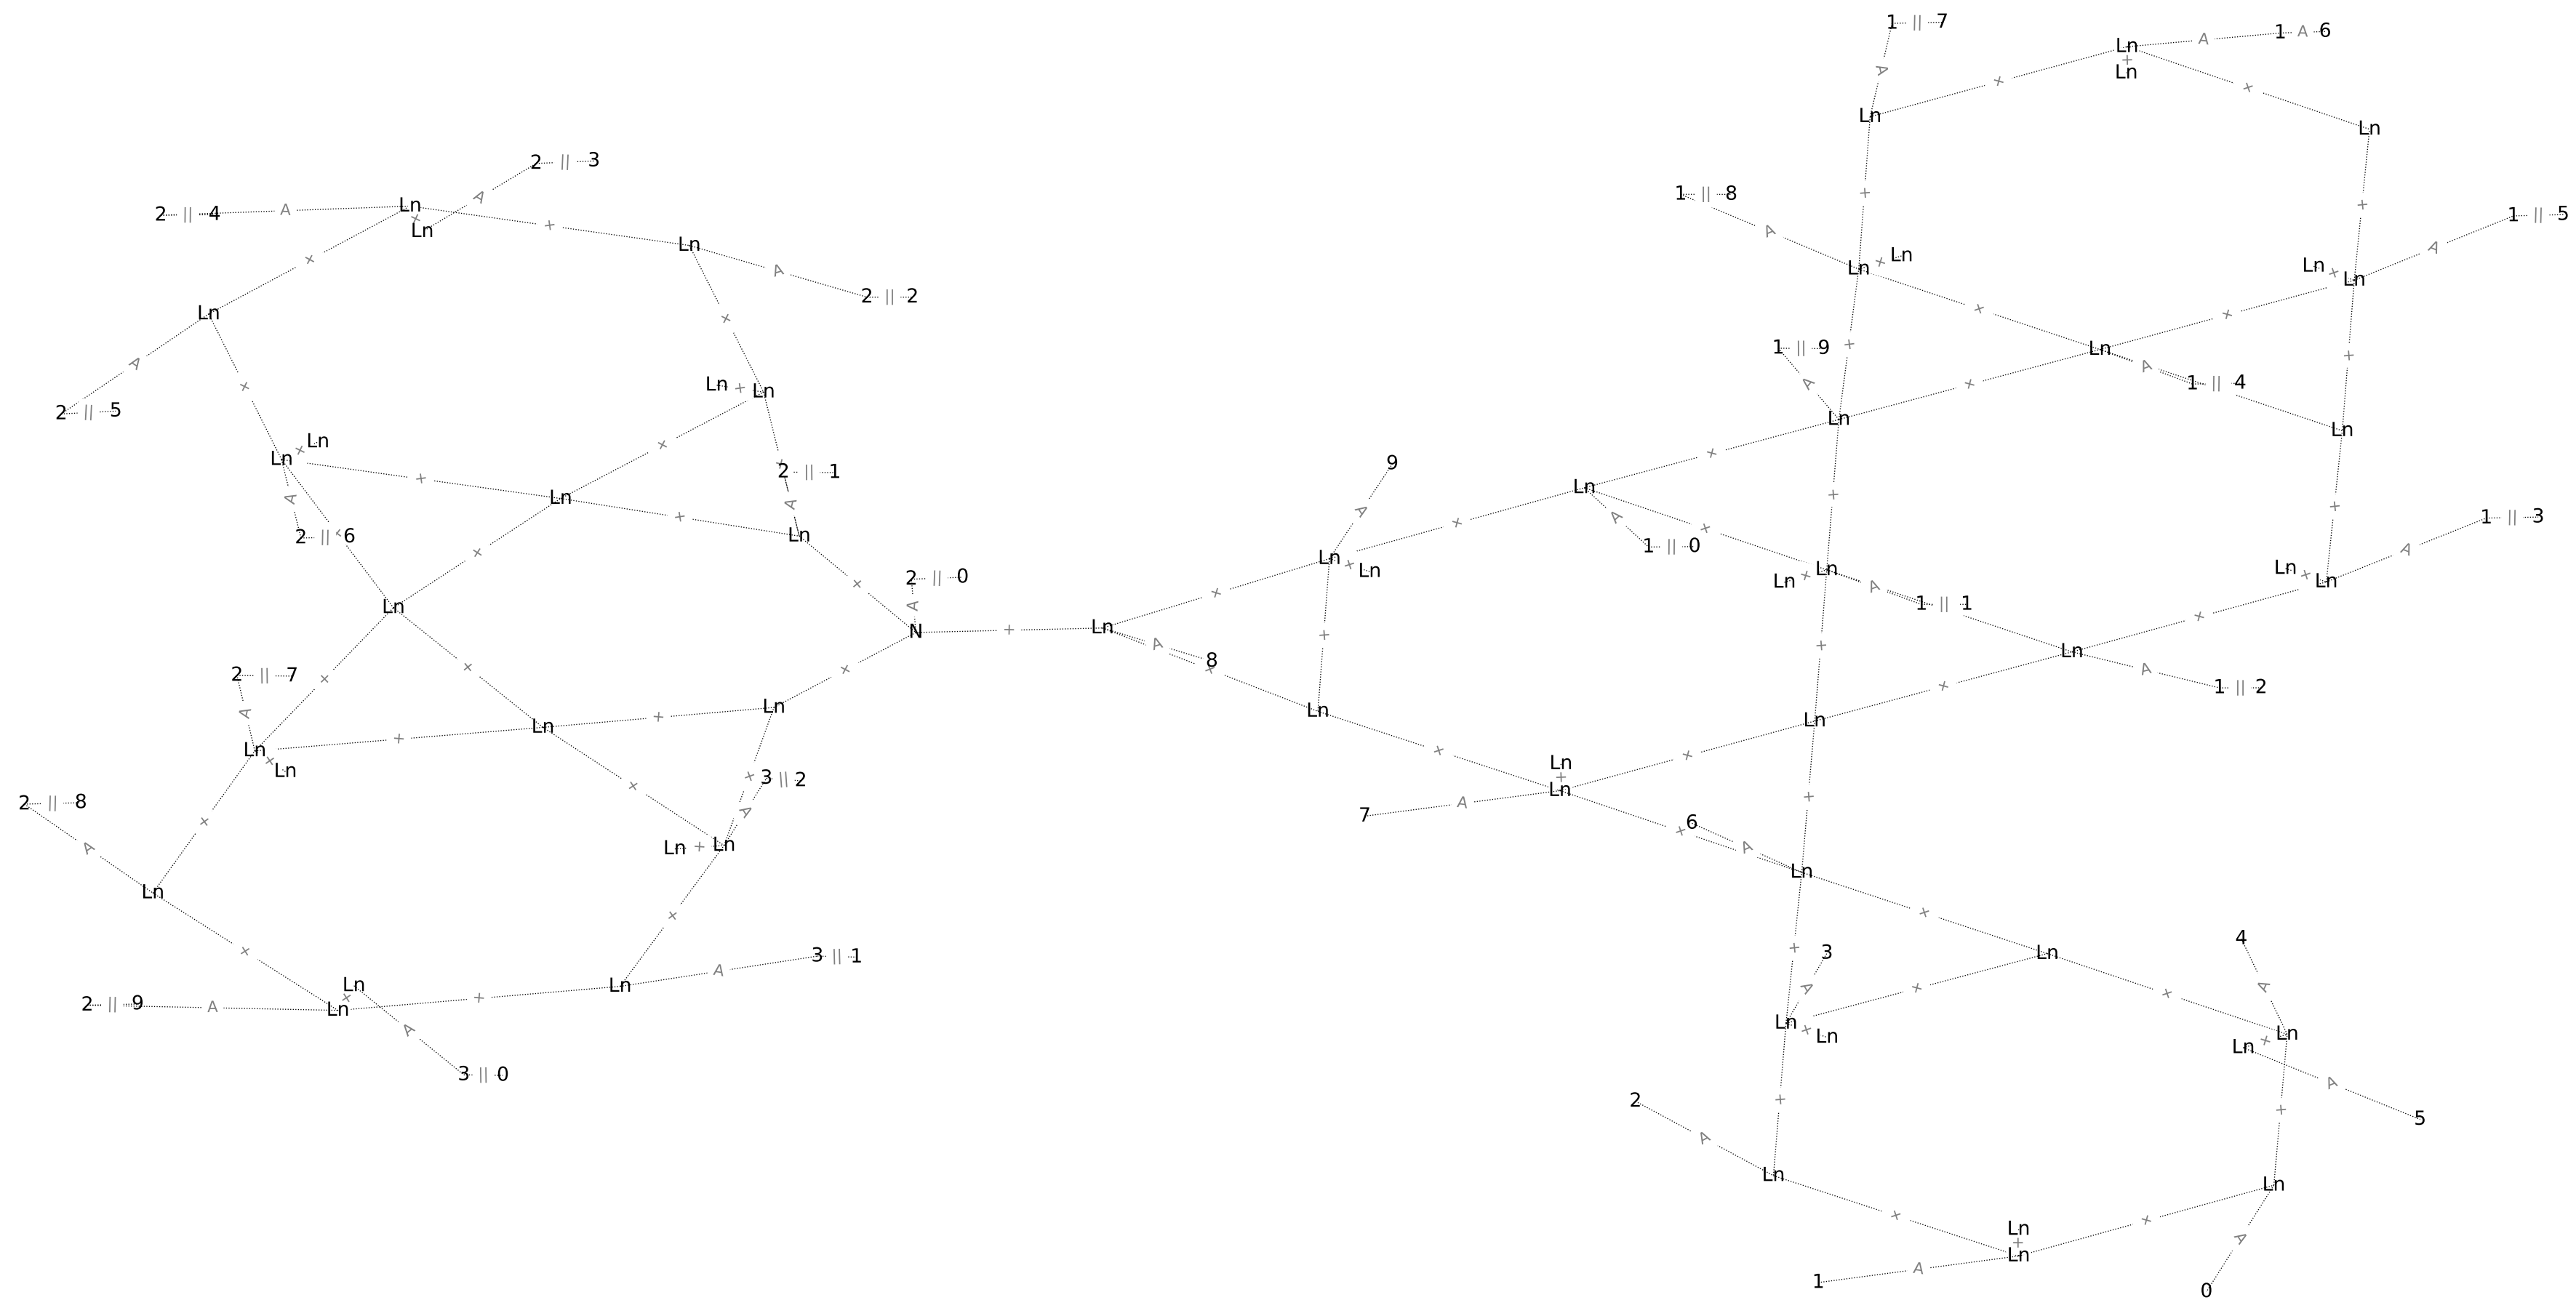 1 || 7
Ln A 1 A 6
+
Ln
A
×
×
Ln
Ln
2 || 3
+
1 || 8
A
+
Ln
2 || 4 A
×
Ln
+
1 || 5
A
Ln
A
Ln
×
Ln + Ln
Ln × Ln
A
2 || 2
×
×
Ln
×
×
+
1 || 9
Ln
+
A
×
A
1 || 4
×
Ln + Ln
A
2 || 5
Ln
Ln
×
×
Ln
Ln
×
9
2 || 1
+
+
A
Ln
Ln
A
A
+
×
×
+
1 || 3
2 || 6
×
Ln
1 || 0
A
×
Ln
Ln
Ln
×
Ln
Ln
×
Ln
2 || 0
×
A
1 || 1
Ln
A
×
N + Ln
+
A
+
×
Ln
8
×
×
×
A
2 || 7
×
×
1 || 2
A
Ln
+
Ln
Ln
Ln
+
×
Ln
×
Ln
×
Ln
3 || 2
+
Ln
+
2 || 8
×
A
×
A
7 A
6
×
A
Ln + Ln
A
Ln
Ln
×
×
4
×
3
Ln
3 || 1
A
Ln
Ln
2 || 9 A
Ln
×
+
A
A
×
×
Ln
×
Ln
Ln
×
Ln
Ln
A
3 || 0
A
+
2
+
5
A
Ln
Ln
×
×
Ln
+
Ln
A
1 A
0